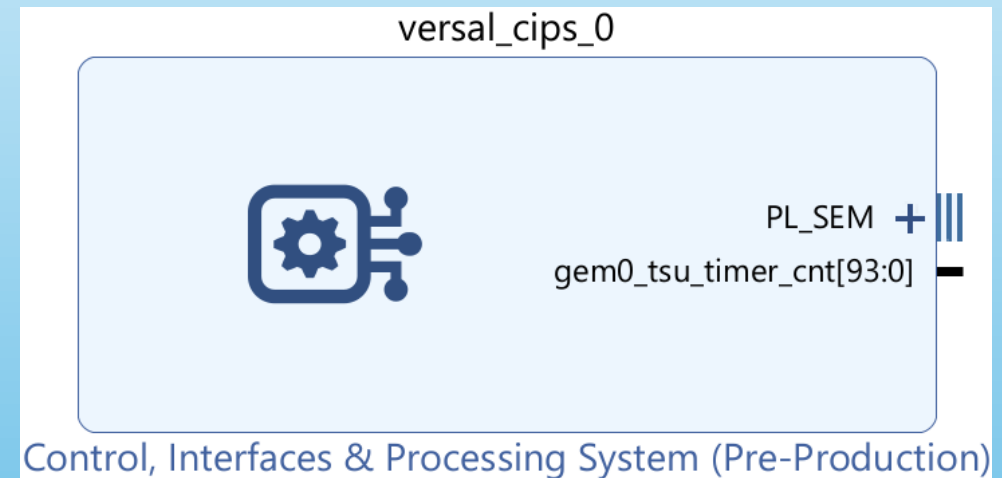 versal_cips_0
PL_SEM
gem0_tsu_timer_cnt[93:0]
Control, Interfaces & Processing System (Pre-Production)